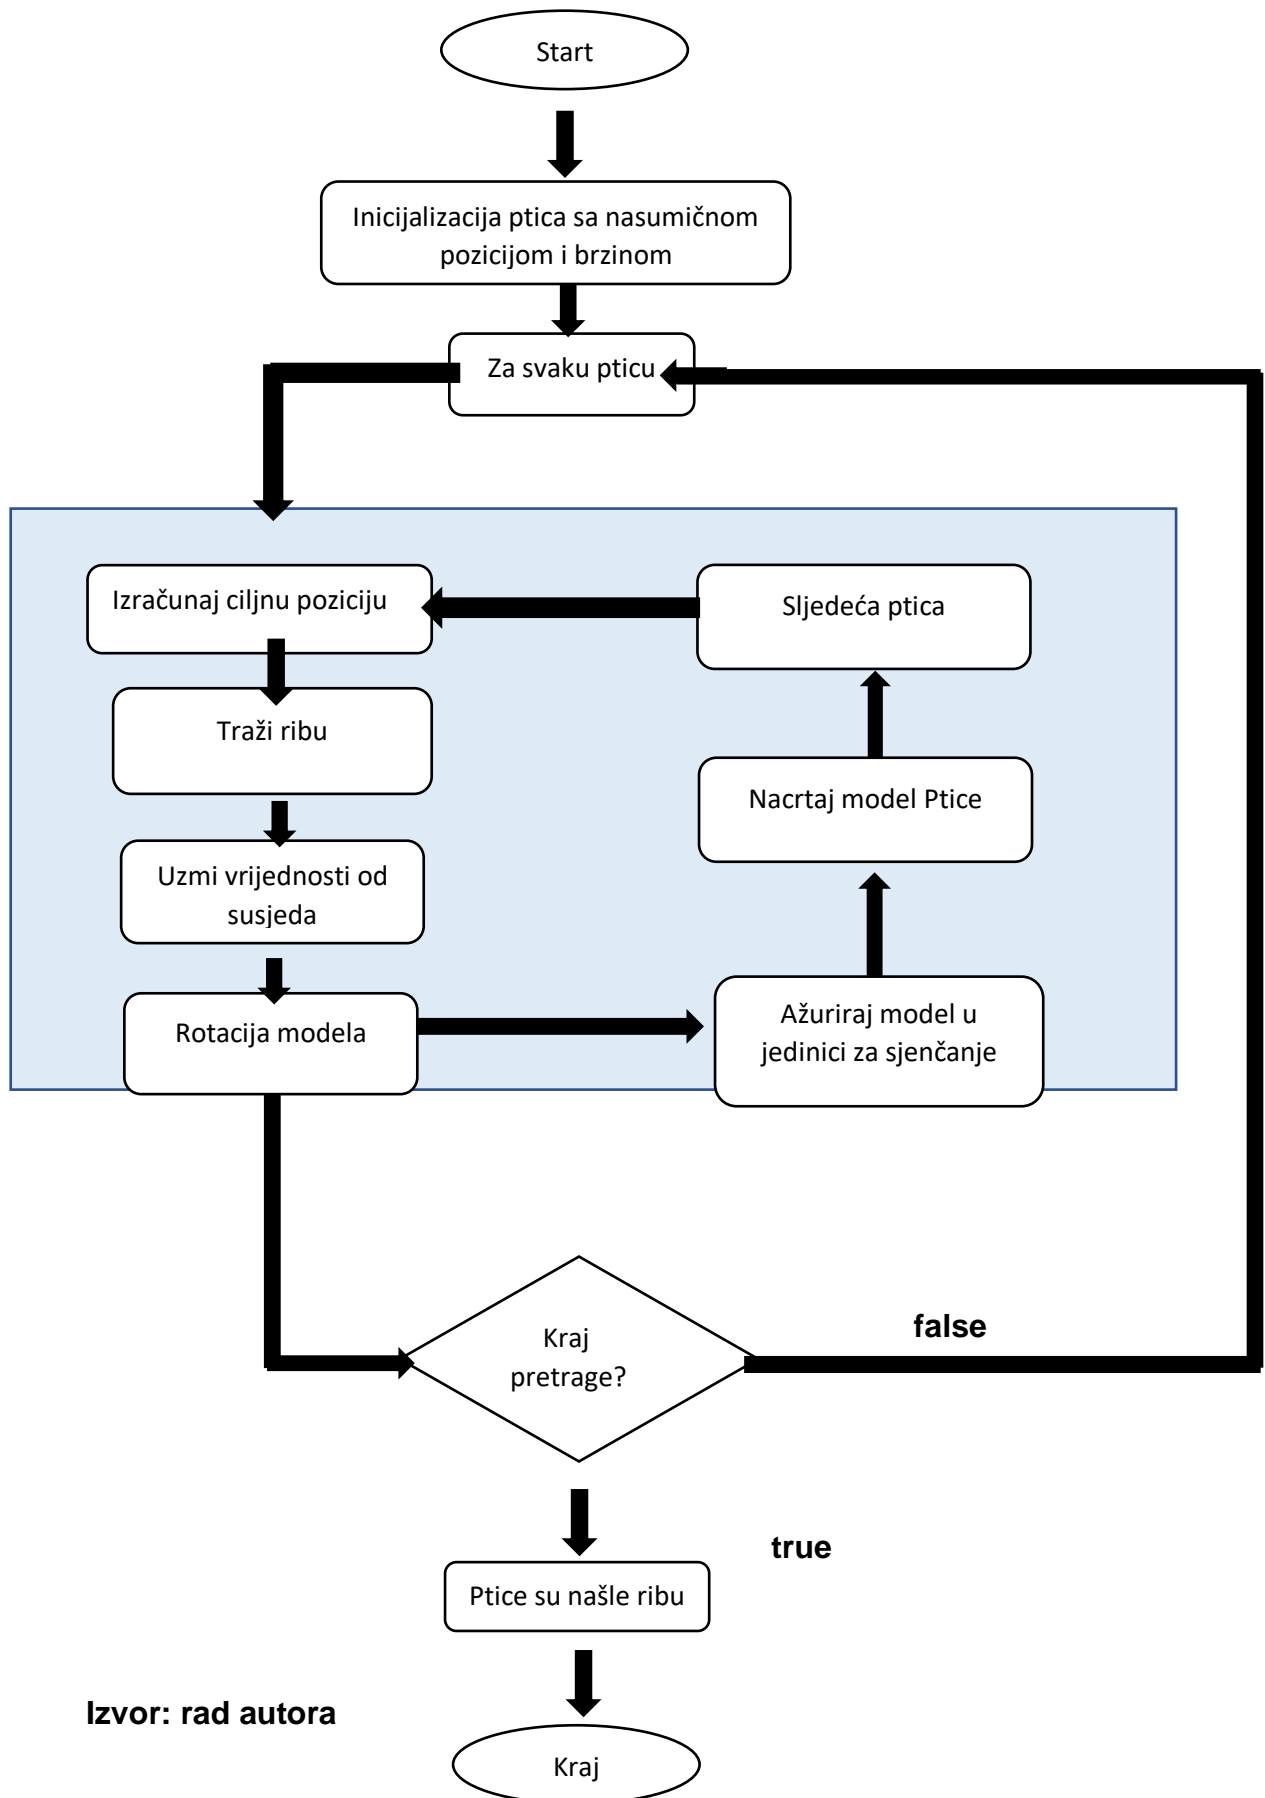 Start
Inicijalizacija ptica sa nasumičnom
pozicijom i brzinom
Za svaku pticu
Izračunaj ciljnu poziciju
Sljedeća ptica
Traži ribu
Nacrtaj model Ptice
Uzmi vrijednosti od
susjeda
Rotacija modela
Ažuriraj model u
jedinici za sjenčanje
Kraj
pretrage?
false
true
Ptice su našle ribu
Izvor: rad autora
Kraj